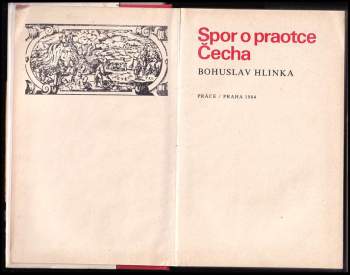 Spor o praotce
Čecha
BOHUSLAV HLINKA
PRÁCE / PRAHA 1984